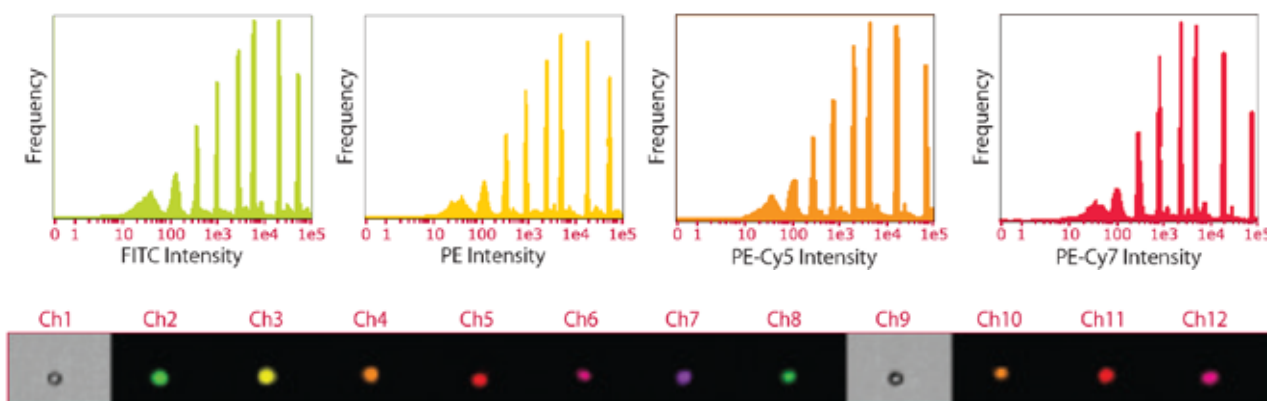 Frequency
0 1 10 100 1e3 1e4 1e5
FITC Intensity
Frequency
0 1 10 100 1e3 1e4 1e5
PE Intensity
Frequency
0 1 10 100 1e3 1e4 1e5
PE-Cy5 Intensity
Frequency
0 1 10 100 1e3 1e4 1e5
PE-Cy7 Intensity
Ch1 Ch2 Ch3 Ch4 Ch5 Ch6 Ch7 Ch8 Ch9 Ch10 Ch11 Ch12